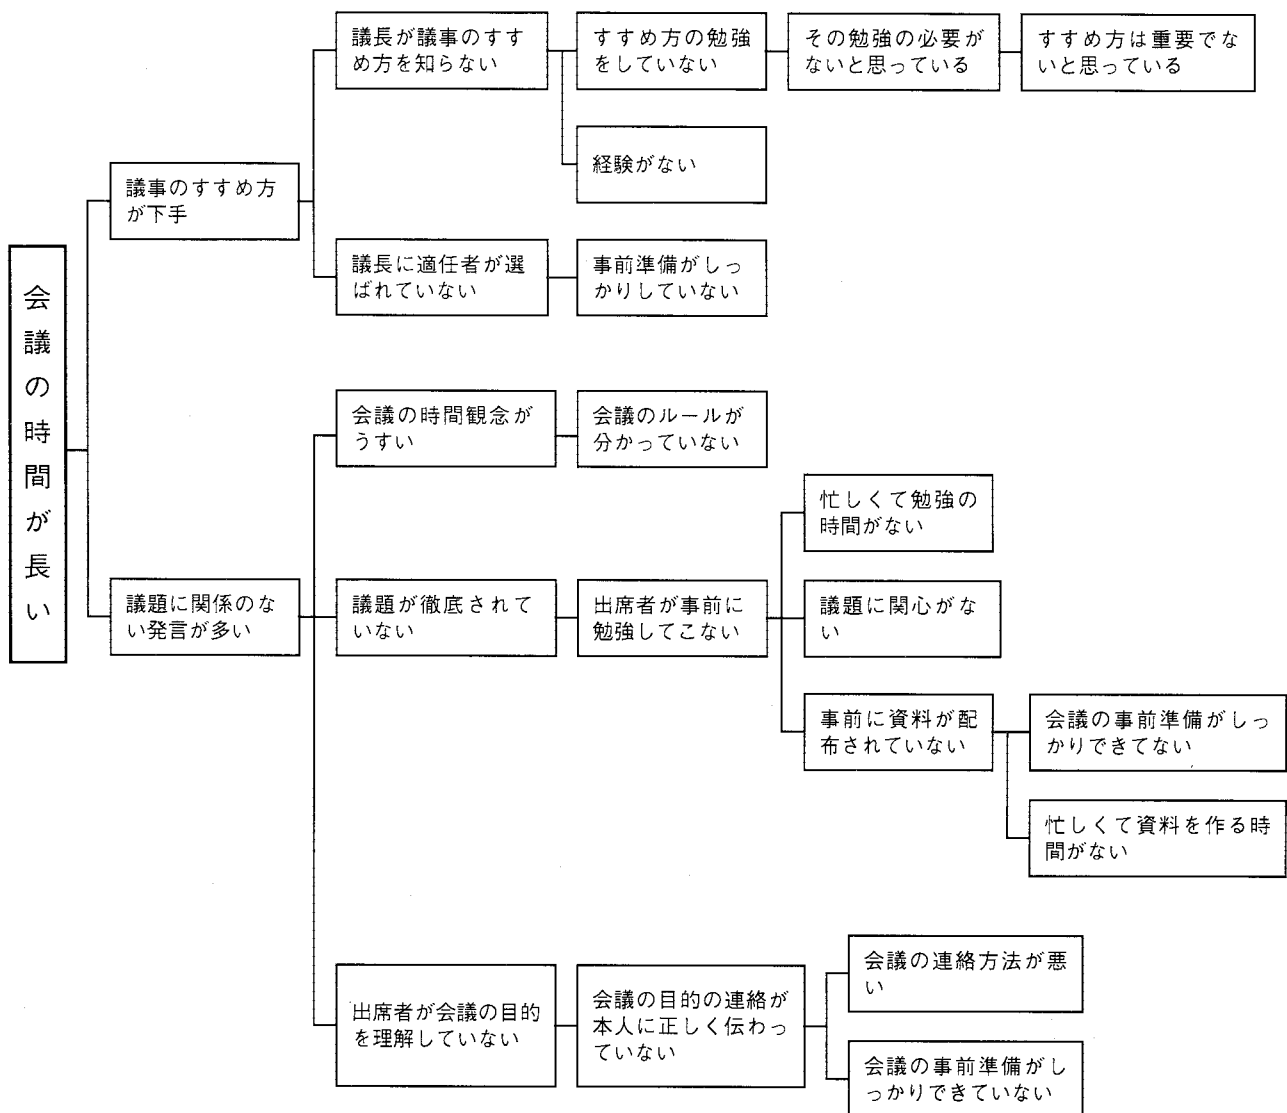 会議の時間が長い
議事のすすめ方
が下手
議長が議事のすす
め方を知らない
すすめ方の勉強
をしていない
その勉強の必要が
ないと思っている
すすめ方は重要でな
いと思っている
経験がない
議長に適任者が選
ばれていない
事前準備がしっ
かりしていない
議題に関係のな
い発言が多い
会議の時間観念が
うすい
会議のルールが
分かっていない
議題が徹底されて
いない
出席者が事前に
勉強してこない
忙しくて勉強の
時間がない
議題に関心がな
い
事前に資料が配
布されていない
会議の事前準備がしっ
かりできてない
忙しくて資料を作る時
間がない
出席者が会議の目的
を理解していない
会議の目的の連絡が
本人に正しく伝わっ
ていない
会議の連絡方法が悪
い
会議の事前準備がし
っかりできていない